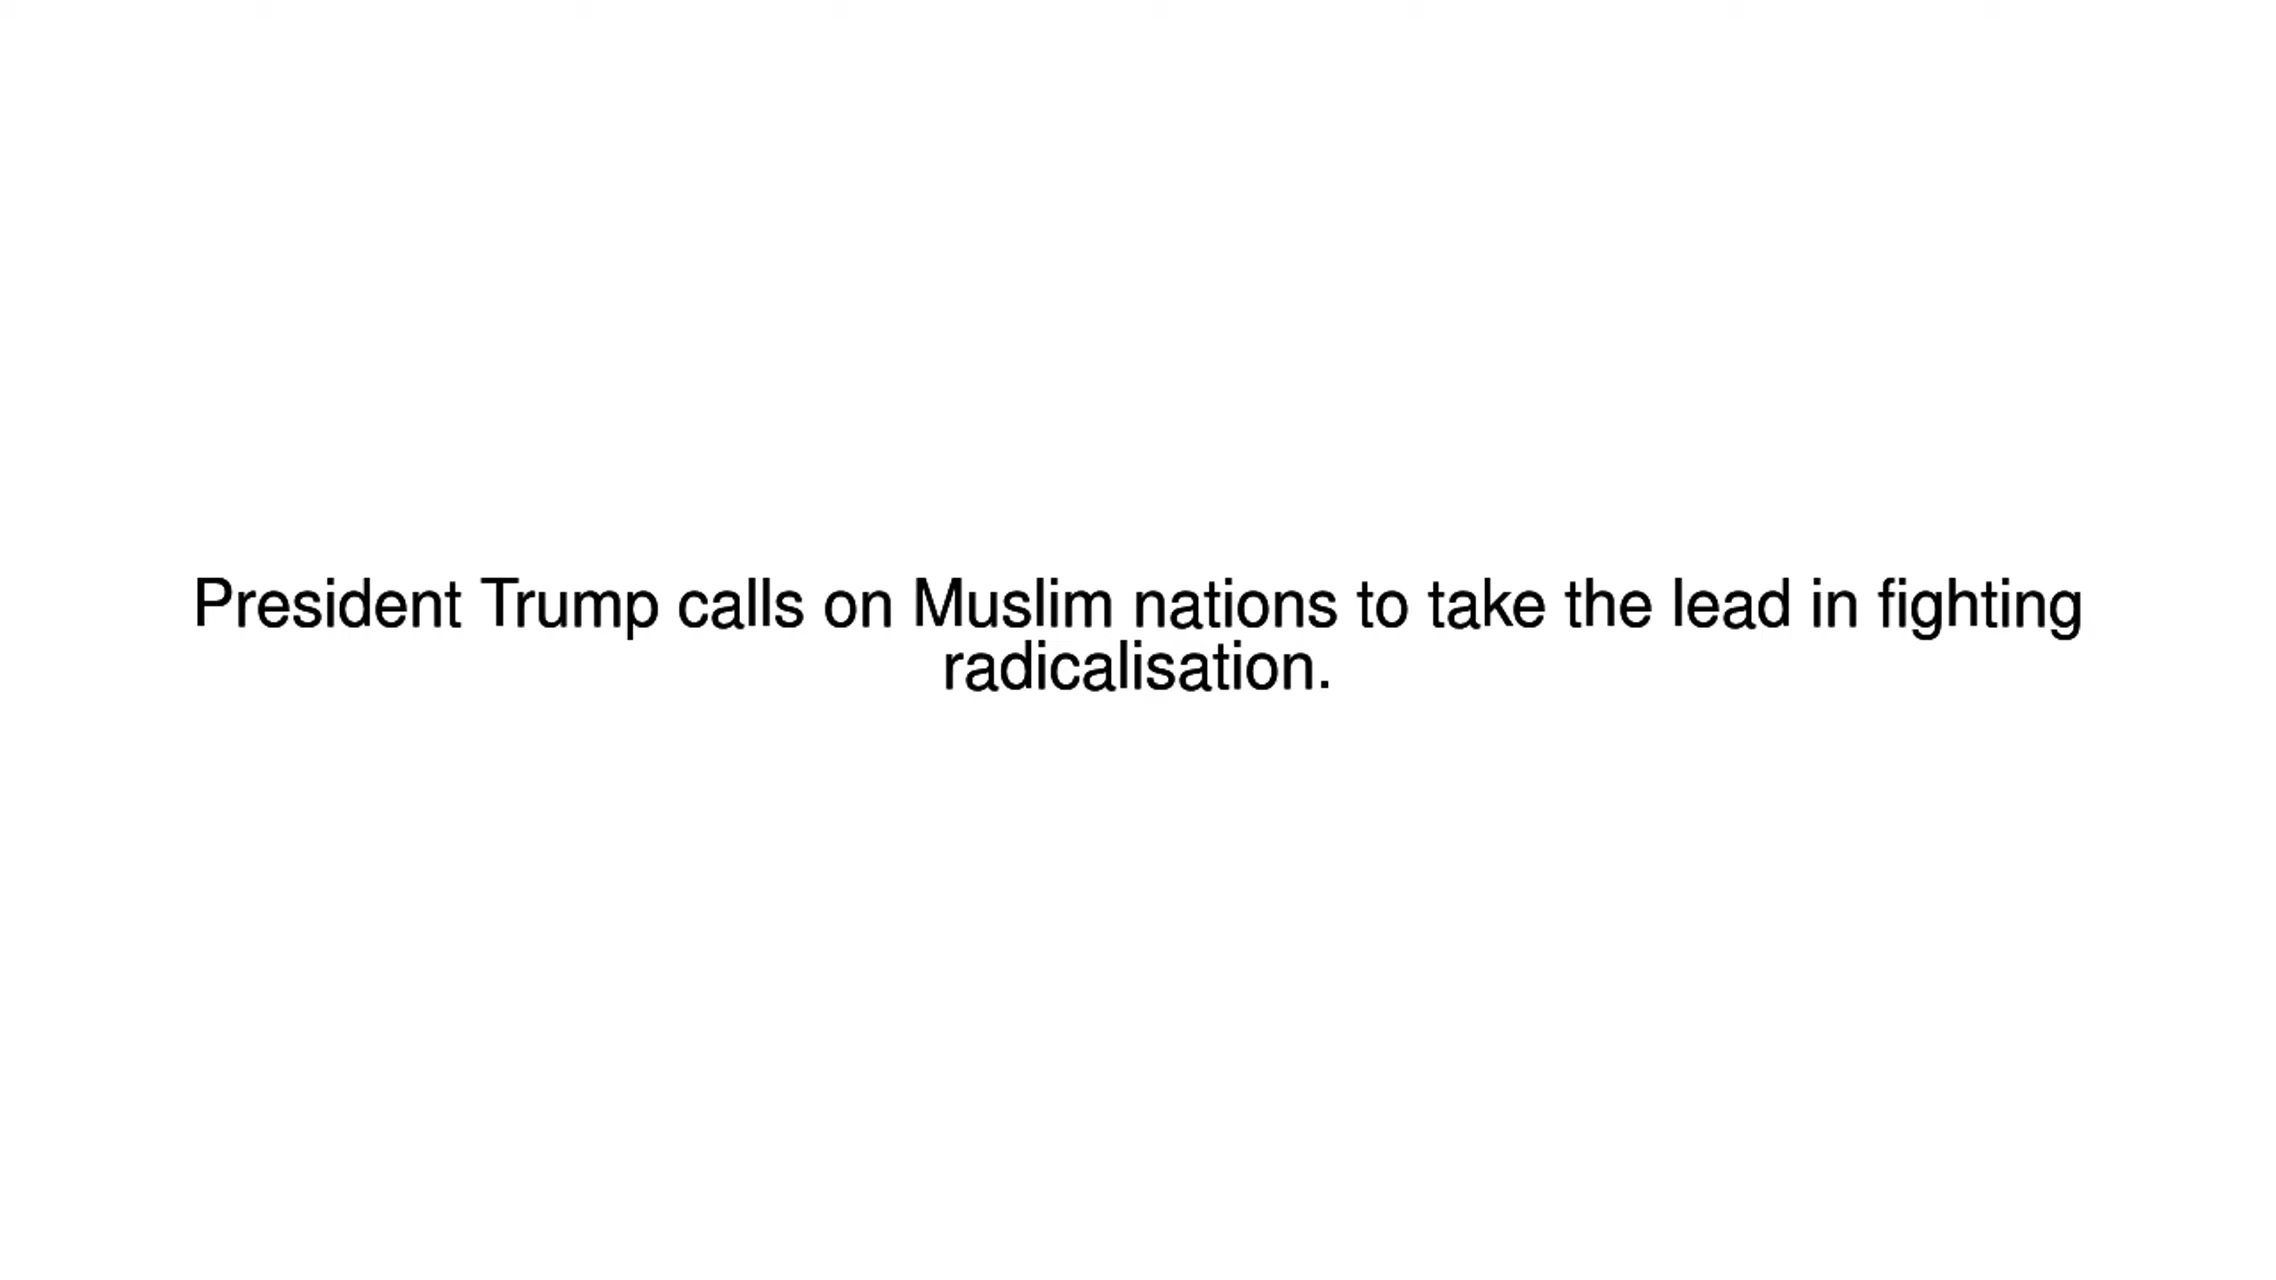 President Trump calls on Muslim nations to take the lead in fighting
radicalisation.